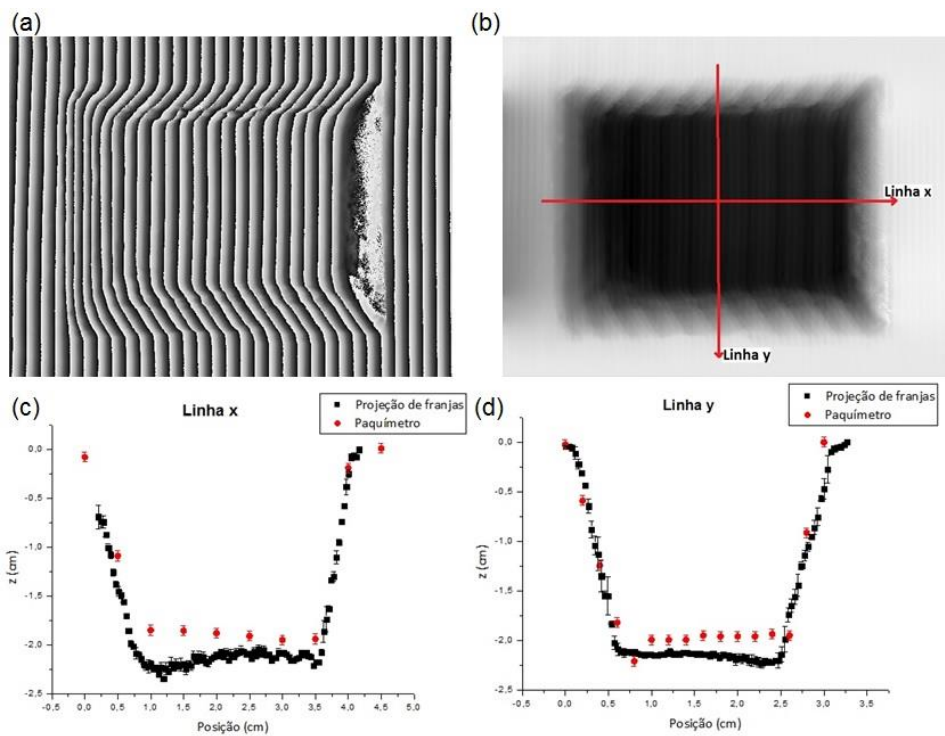 (a)
(b)
Linha x
Linha y
(c)
Linha x
Projeção de franjas
Paquímetro
0,0
-0,5
-1,0
-1,5
-2,0
-2,5
z (cm)
0,0 0,5 1,0 1,5 2,0 2,5 3,0 3,5 4,0 4,5 5,0
Posição (cm)
(d)
Linha y
Projeção de franjas
Paquímetro
0,0
-0,5
-1,0
-1,5
-2,0
-2,5
z (cm)
0,0 0,5 1,0 1,5 2,0 2,5 3,0 3,5
Posição (cm)